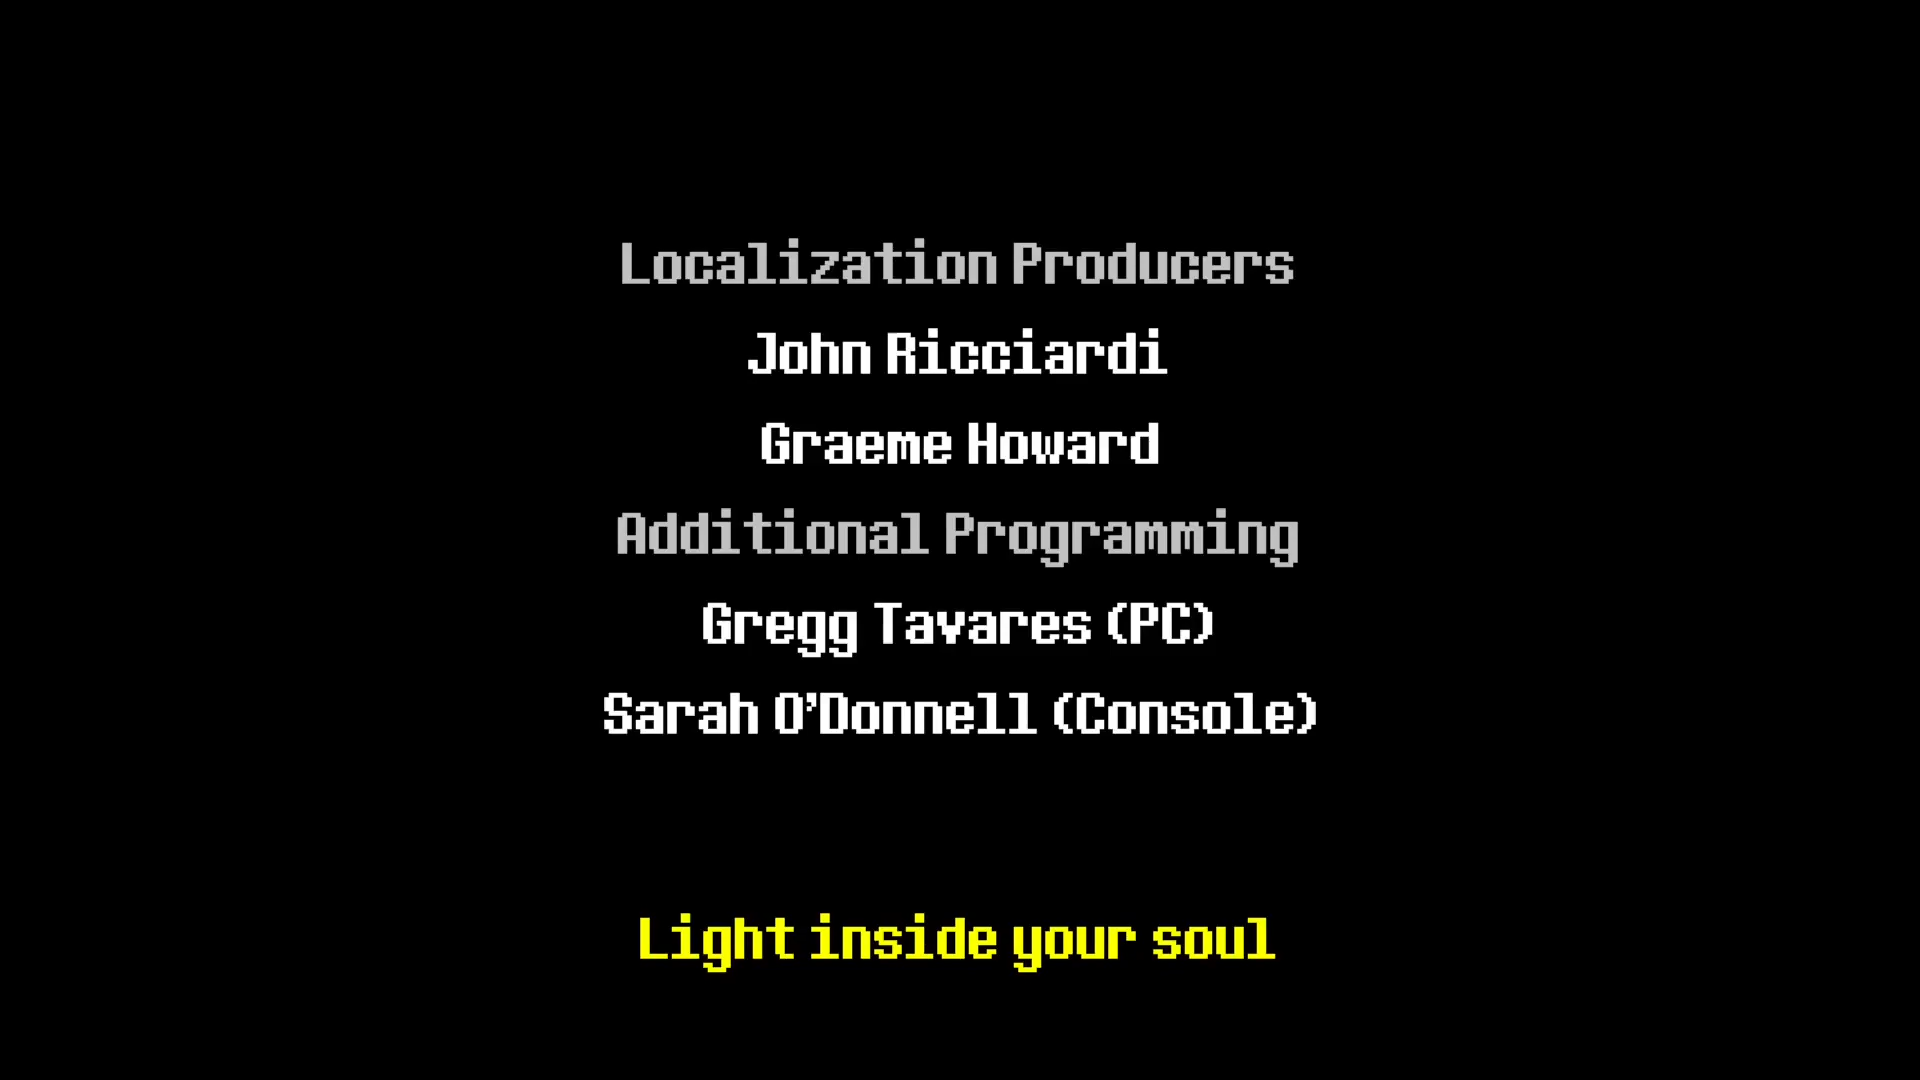 Localization Producers
John Ricciardi
Graeme Howard
Additional Programming
Gregg Tavares (PC)
Sarah O'Donnell (Console)
Light inside your soul